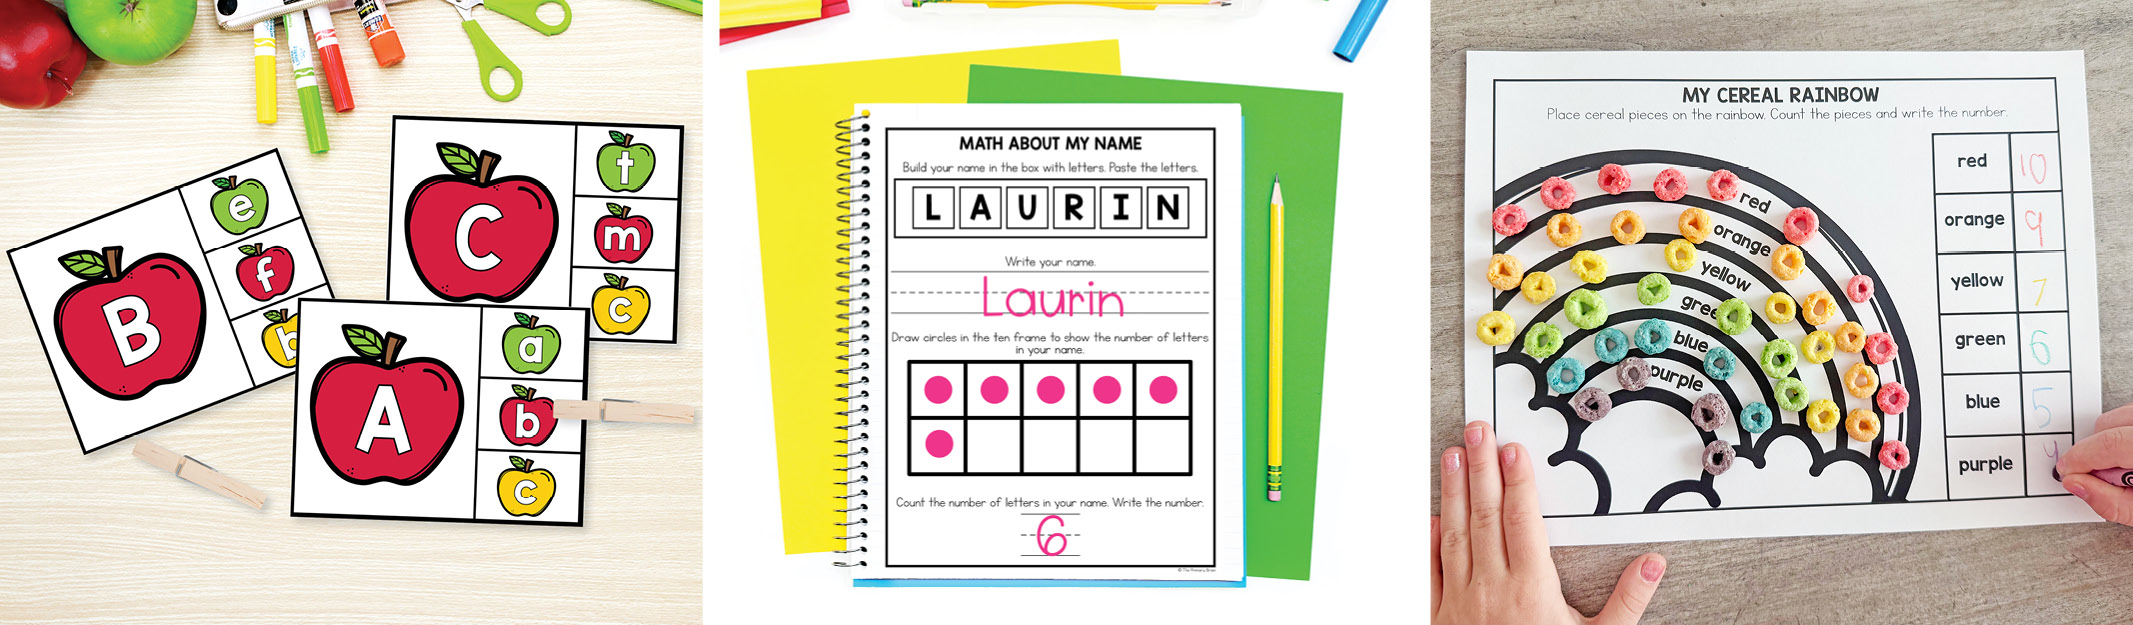 B
e
f
b
C
t
m
c
A
a
b
c
MATH ABOUT MY NAME
Build your name in the box with letters. Paste the letters.
L A U R I N
Write your name.
Laurin
Draw circles in the ten frame to show the number of letters
in your name.
Count the number of letters in your name. Write the number.
6
MY CEREAL RAINBOW
Place cereal pieces on the rainbow. Count the pieces and write the number.
red
orange
yellow
green
blue
purple
red 10
orange 9
yellow 7
green 6
blue 5
purple 4